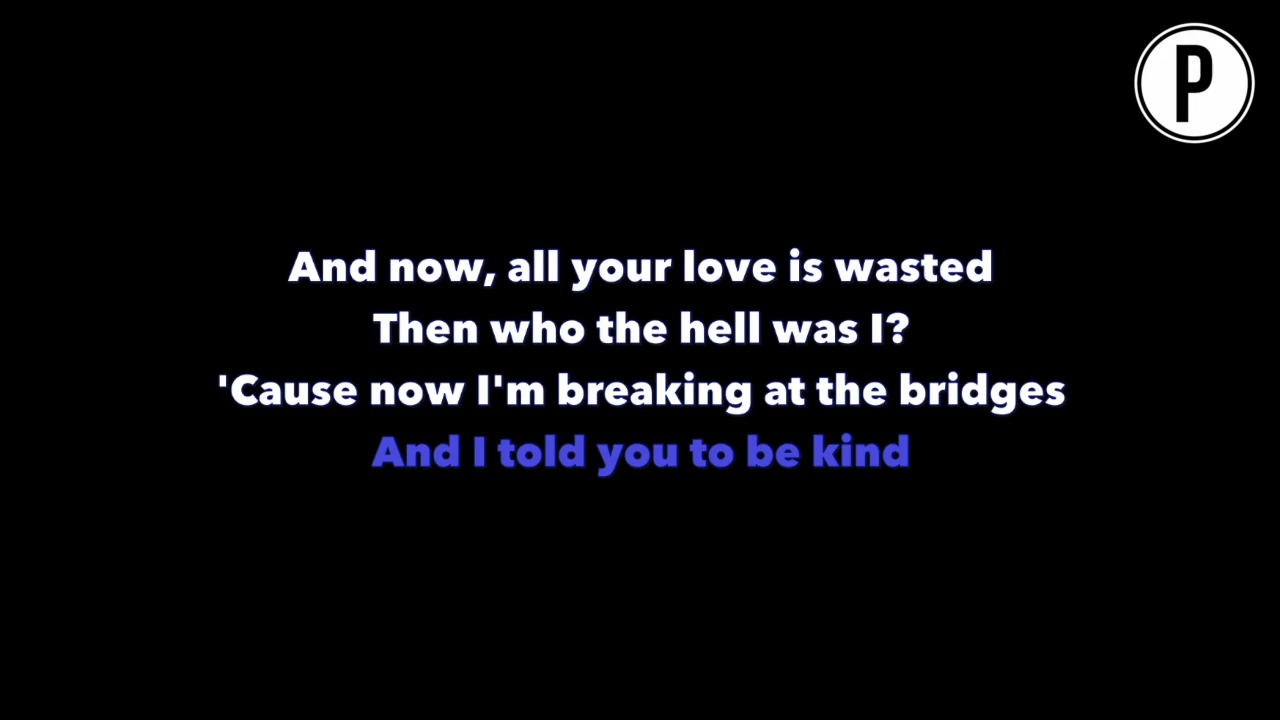 P
And now, all your love is wasted
Then who the hell was I?
'Cause now I'm breaking at the bridges
And I told you to be kind